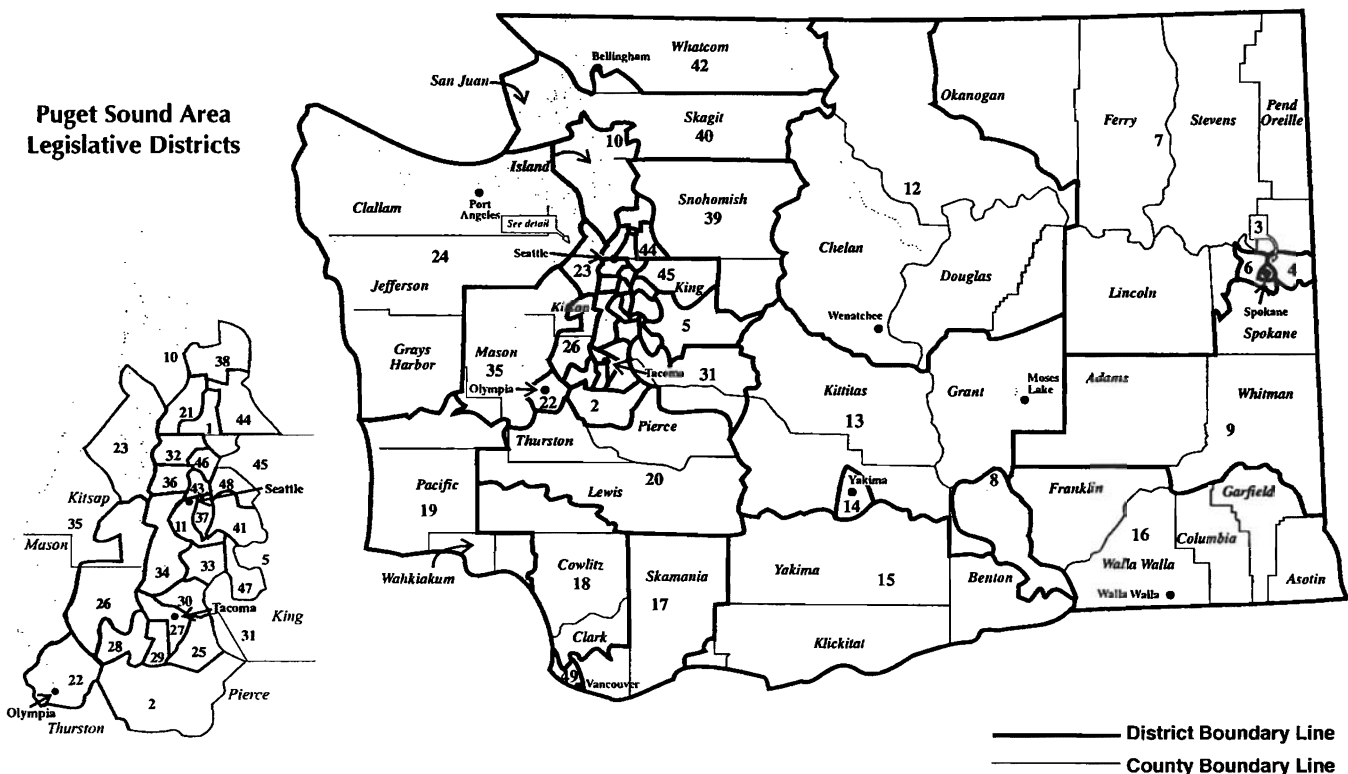 Puget Sound Area
Legislative Districts
San Juan
Bellingham
Whatcom
42
Okanogan
Skagit
40
Ferry
7
Stevens
Pend
Oreille
Island
10
Port
Angeles
Clallam
See detail
Snohomish
39
12
24
Seattle
44
Chelan
3
23
45
King
Douglas
6
4
Jefferson
Lincoln
Kitsap
5
Wenatchee
Spokane
Spokane
Grays
Harbor
Mason
35
26
Tacoma
31
Olympia
22
2
Kittitas
Grant
Moses
Lake
Adams
Whitman
13
9
Thurston
Pierce
Pacific
19
Lewis
20
Yakima
14
8
Franklin
Garfield
16
Columbia
Walla Walla
Walla Walla
Asotin
Wahkiakum
Cowlitz
18
Skamania
17
Yakima
15
Benton
Clark
Klickitat
49
Vancouver
10
38
21
1
44
23
32
46
45
36
43
48
Seattle
Kitsap
11
37
41
35
Mason
5
34
33
47
26
30
Tacoma
27
King
28
29
25
31
22
2
Pierce
Olympia
Thurston
District Boundary Line
County Boundary Line